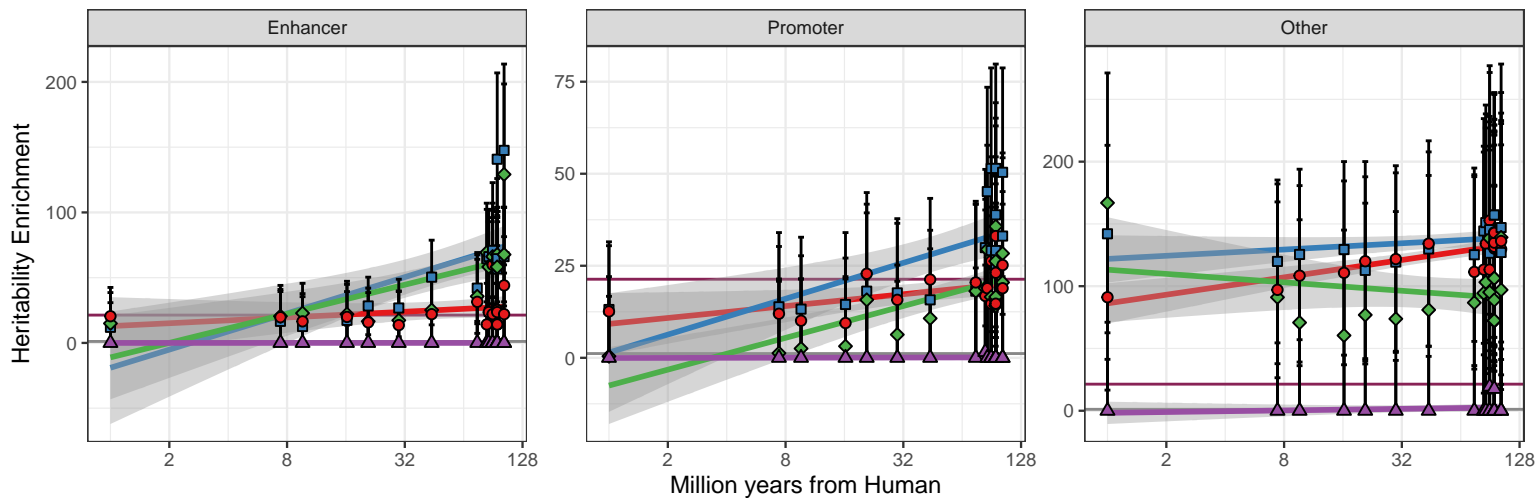 Enhancer
Promoter
Other
Heritability Enrichment
200
100
0
75
50
25
0
200
100
0
2 8 32 128
2 8 32 128
2 8 32 128
Million years from Human